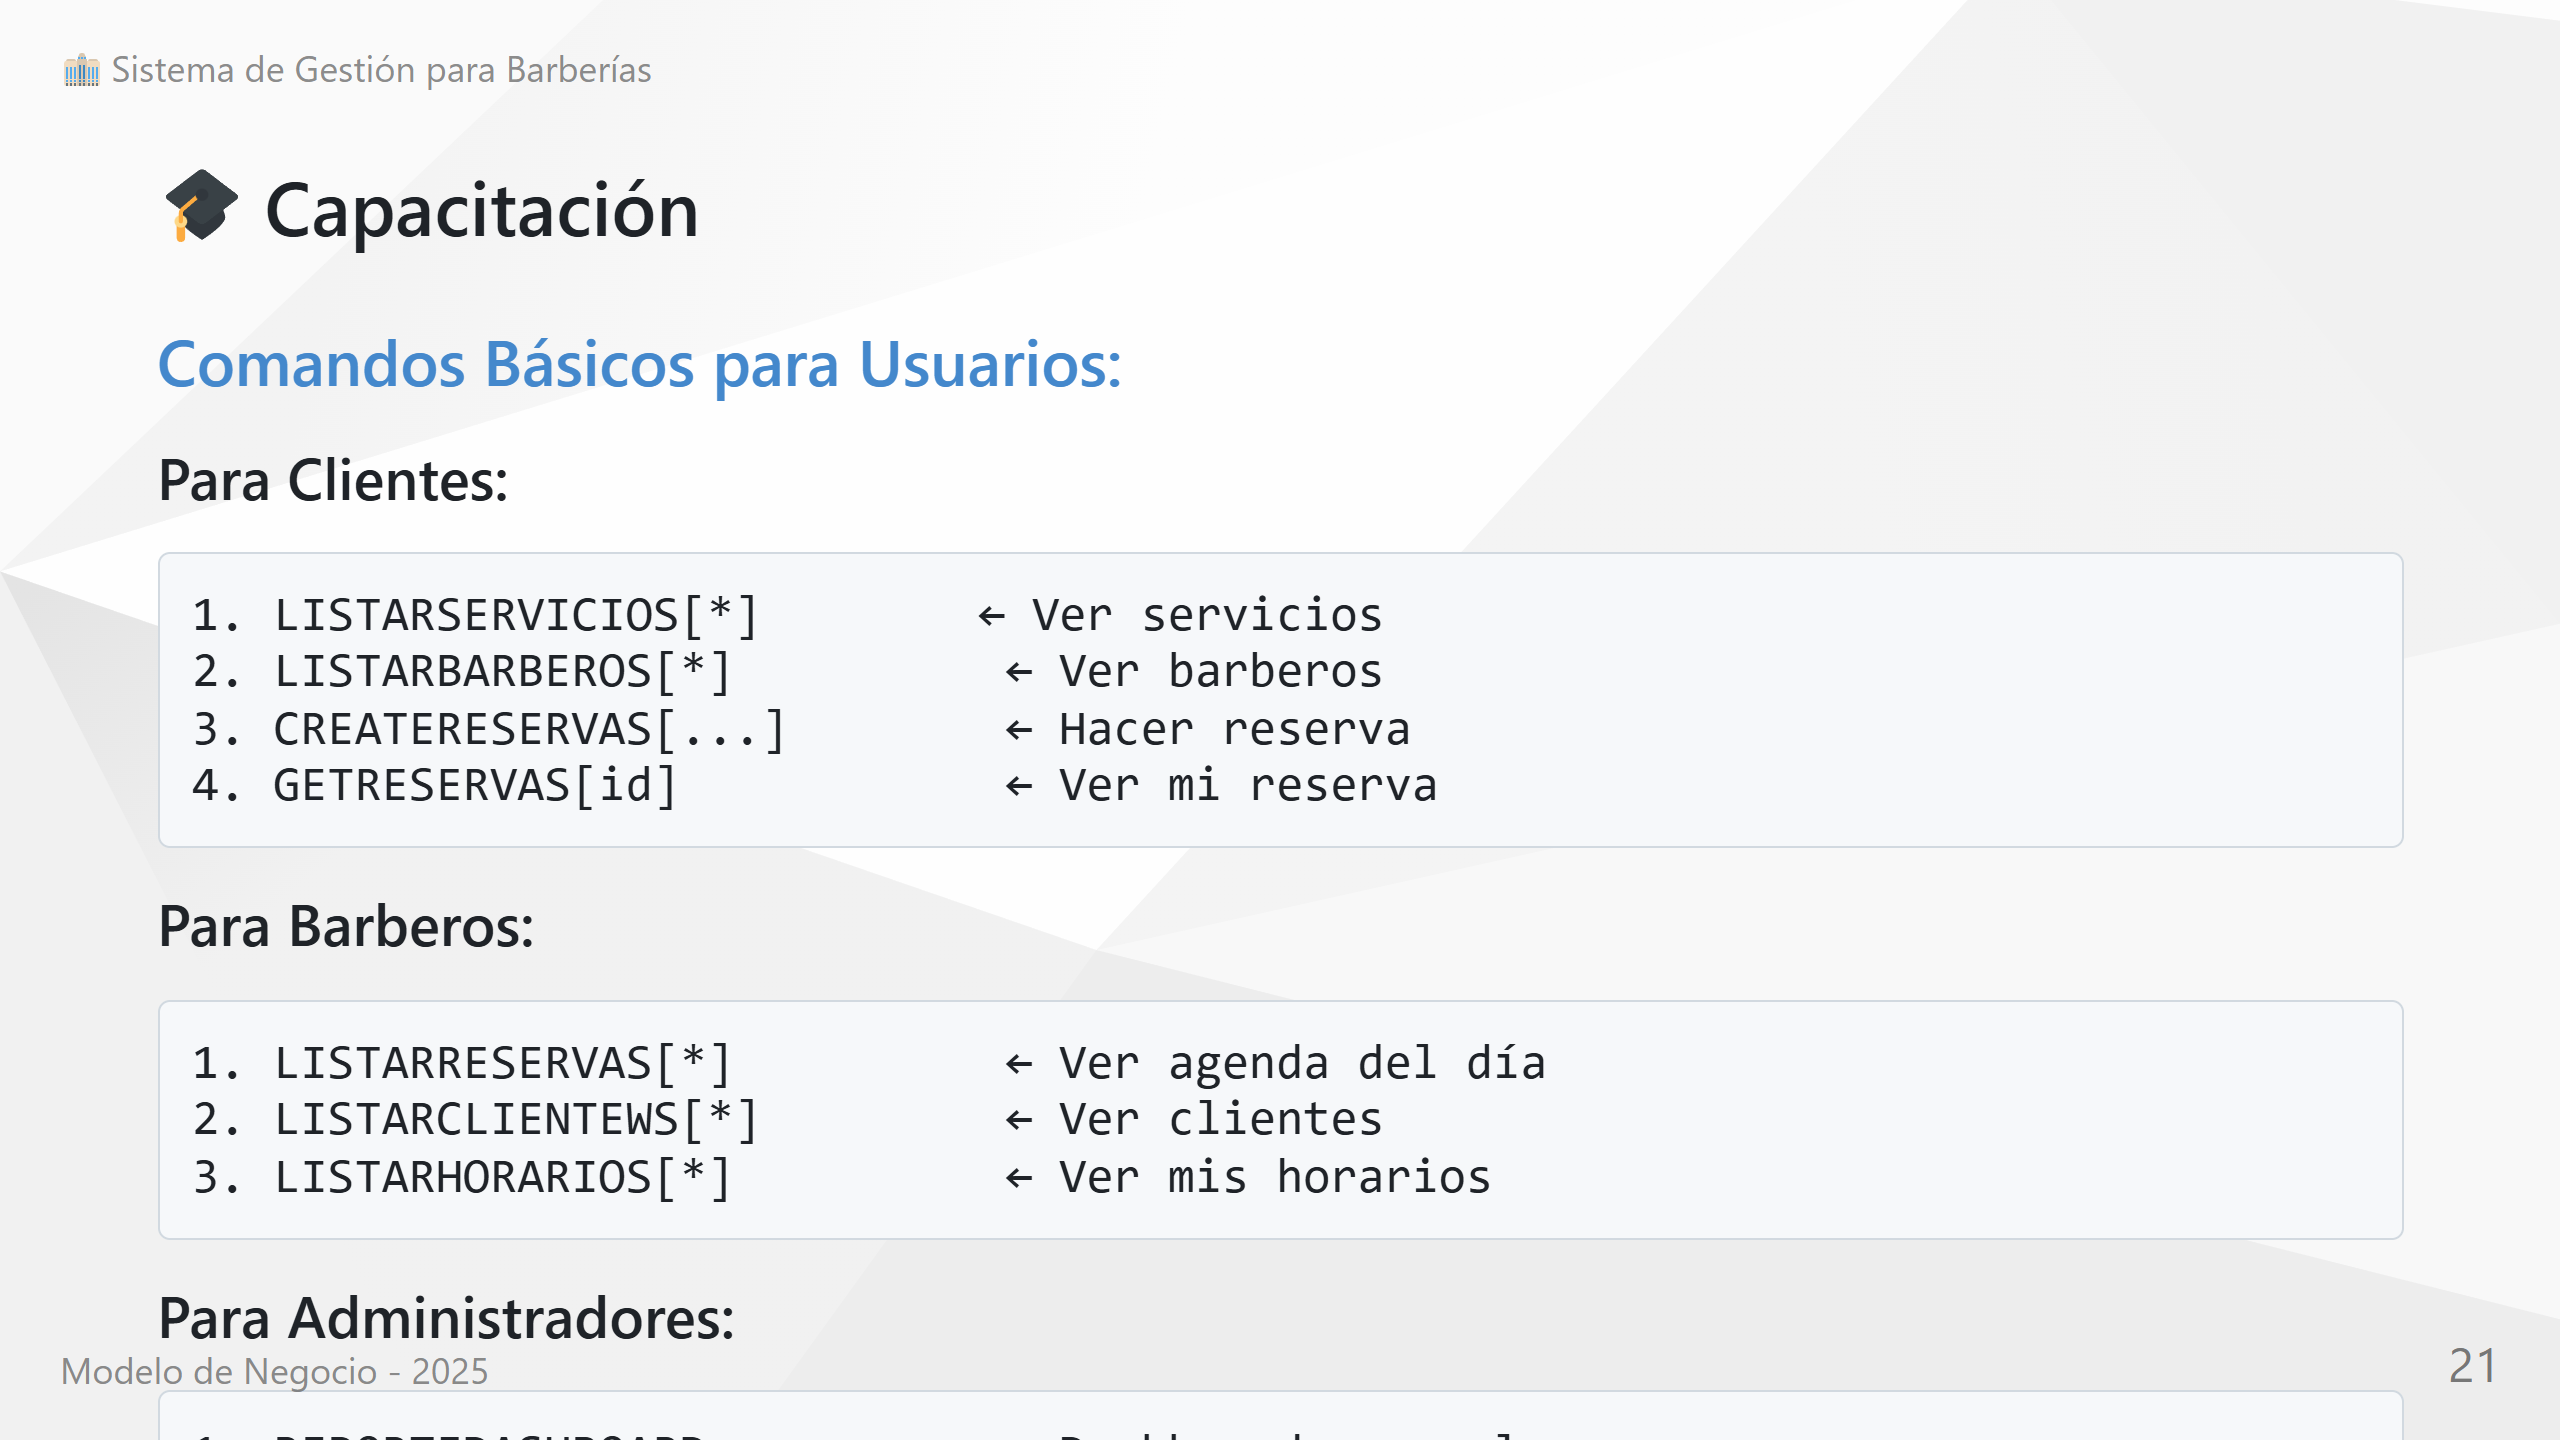 Sistema de Gestión para Barberías
Capacitación
Comandos Básicos para Usuarios:
Para Clientes:
1. LISTARSERVICIOS[*] ← Ver servicios
2. LISTARBARBEROS[*] ← Ver barberos
3. CREATERESERVAS[...] ← Hacer reserva
4. GETRESERVAS[id] ← Ver mi reserva
Para Barberos:
1. LISTARRESERVAS[*] ← Ver agenda del día
2. LISTARCLIENTEWS[*] ← Ver clientes
3. LISTARHORARIOS[*] ← Ver mis horarios
Para Administradores:
Modelo de Negocio - 2025
21